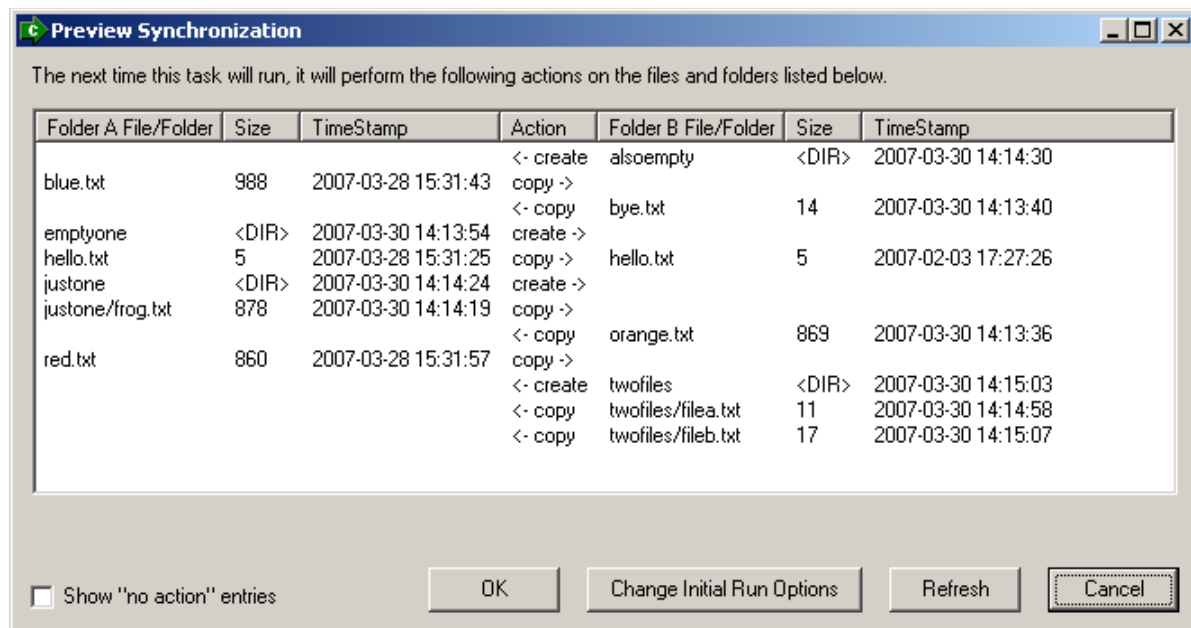 Preview Synchronization
The next time this task will run, it will perform the following actions on the files and folders listed below.
Folder A File/Folder Size TimeStamp Action Folder B File/Folder Size TimeStamp
<- create alsoempty <DIR> 2007-03-30 14:14:30
blue.txt 988 2007-03-28 15:31:43 copy ->
<- copy bye.txt 14 2007-03-30 14:13:40
emptyone <DIR> 2007-03-30 14:13:54 create ->
hello.txt 5 2007-03-28 15:31:25 copy -> hello.txt 5 2007-02-03 17:27:26
justone <DIR> 2007-03-30 14:14:24 create ->
justone/frog.txt 878 2007-03-30 14:14:19 copy ->
<- copy orange.txt 869 2007-03-30 14:13:36
red.txt 860 2007-03-28 15:31:57 copy ->
<- create twofiles <DIR> 2007-03-30 14:15:03
<- copy twofiles/filea.txt 11 2007-03-30 14:14:58
<- copy twofiles/fileb.txt 17 2007-03-30 14:15:07
Show "no action" entries OK Change Initial Run Options Refresh Cancel